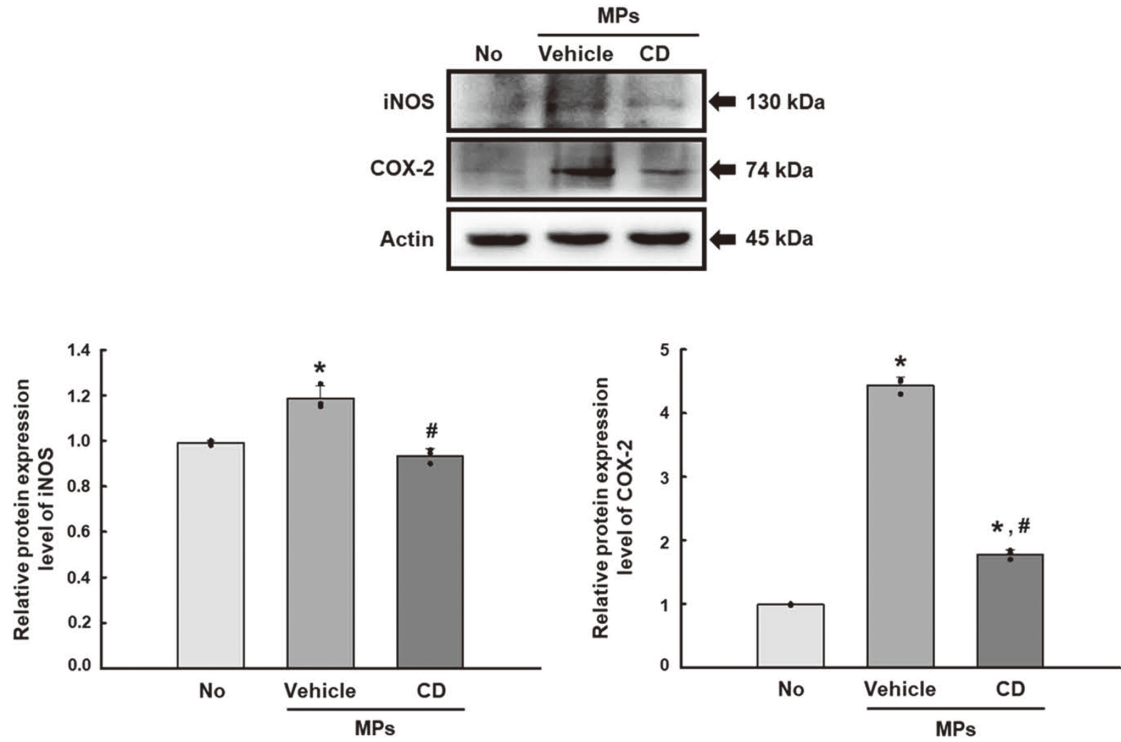 MPs
No Vehicle CD
iNOS 130 kDa
COX-2 74 kDa
Actin 45 kDa
Relative protein expression
level of iNOS
1.4
1.2
1.0
0.8
0.6
0.4
0.2
0.0
*
#
No Vehicle CD
MPs
Relative protein expression
level of COX-2
5
4
3
2
1
0
*
*, #
No Vehicle CD
MPs